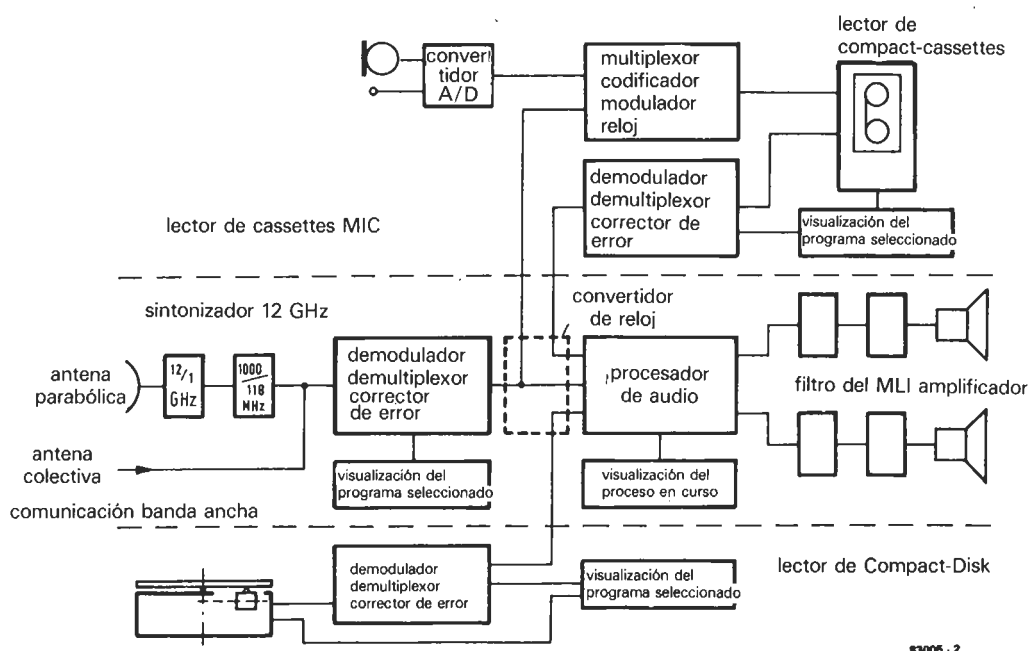 lector de
compact-cassettes
conver
tidor
A/D
multiplexor
codificador
modulador
reloj
demodulador
demultiplexor
corrector de
error
visualización del
programa seleccionado
lector de cassettes MIC
sintonizador 12 GHz
convertidor
de reloj
antena
parabólica
12/1
GHz
1000
118
MHz
demodulador
demultiplexor
corrector
de error
procesador
de audio
filtro del MLI amplificador
antena
colectiva
visualización del
programa seleccionado
visualización del
proceso en curso
comunicación banda ancha
lector de Compact-Disk
demodulador
demultiplexor
corrector de error
visualización del
programa seleccionado
83005 - 2